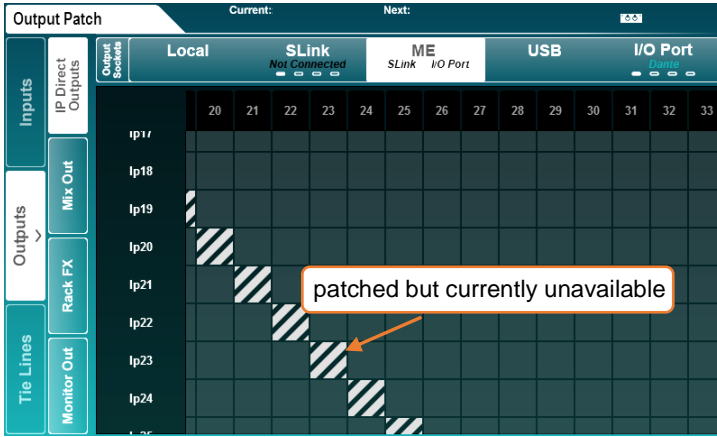 Output Patch
Current:
Next:
Inputs
Outputs >
Tie Lines
IP Direct
Outputs
Mix Out
Rack FX
Monitor Out
Output
Sockets
Local
SLink
Not Connected
ME
SLink I/O Port
USB
I/O Port
Dante
20 21 22 23 24 25 26 27 28 29 30 31 32 33
Ip17
Ip18
Ip19
Ip20
Ip21
Ip22
Ip23
Ip24
Ip25
patched but currently unavailable